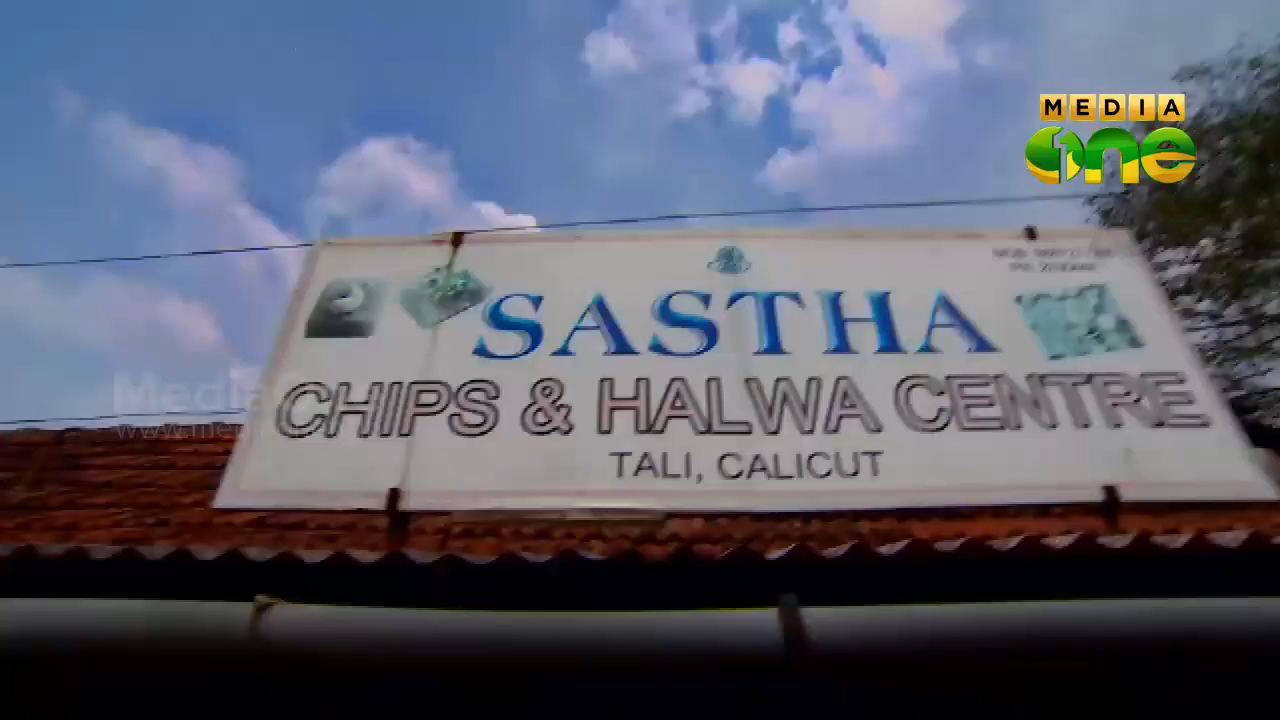 MEDIA
one
SASTHA
CHIPS & HALWA CENTRE
TALI, CALICUT